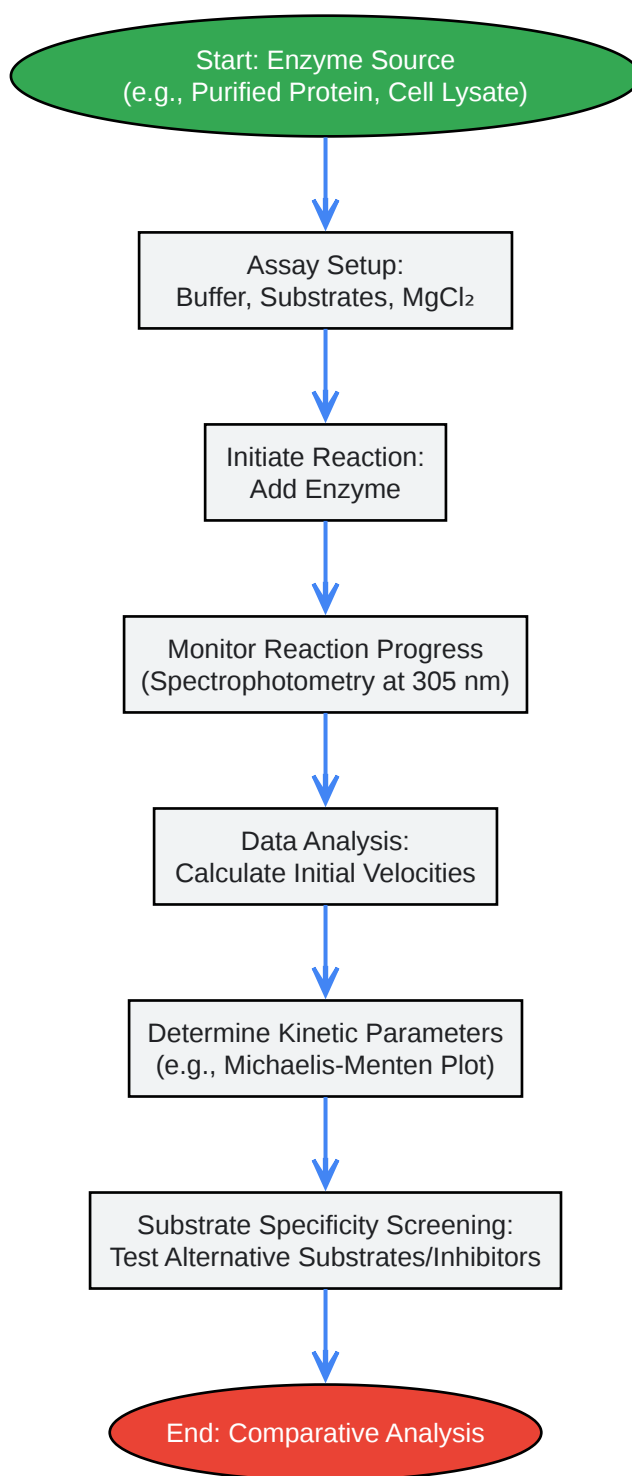 Start: Enzyme Source
(e.g., Purified Protein, Cell Lysate)
Assay Setup:
Buffer, Substrates, MgCl₂
Initiate Reaction:
Add Enzyme
Monitor Reaction Progress
(Spectrophotometry at 305 nm)
Data Analysis:
Calculate Initial Velocities
Determine Kinetic Parameters
(e.g., Michaelis-Menten Plot)
Substrate Specificity Screening:
Test Alternative Substrates/Inhibitors
End: Comparative Analysis